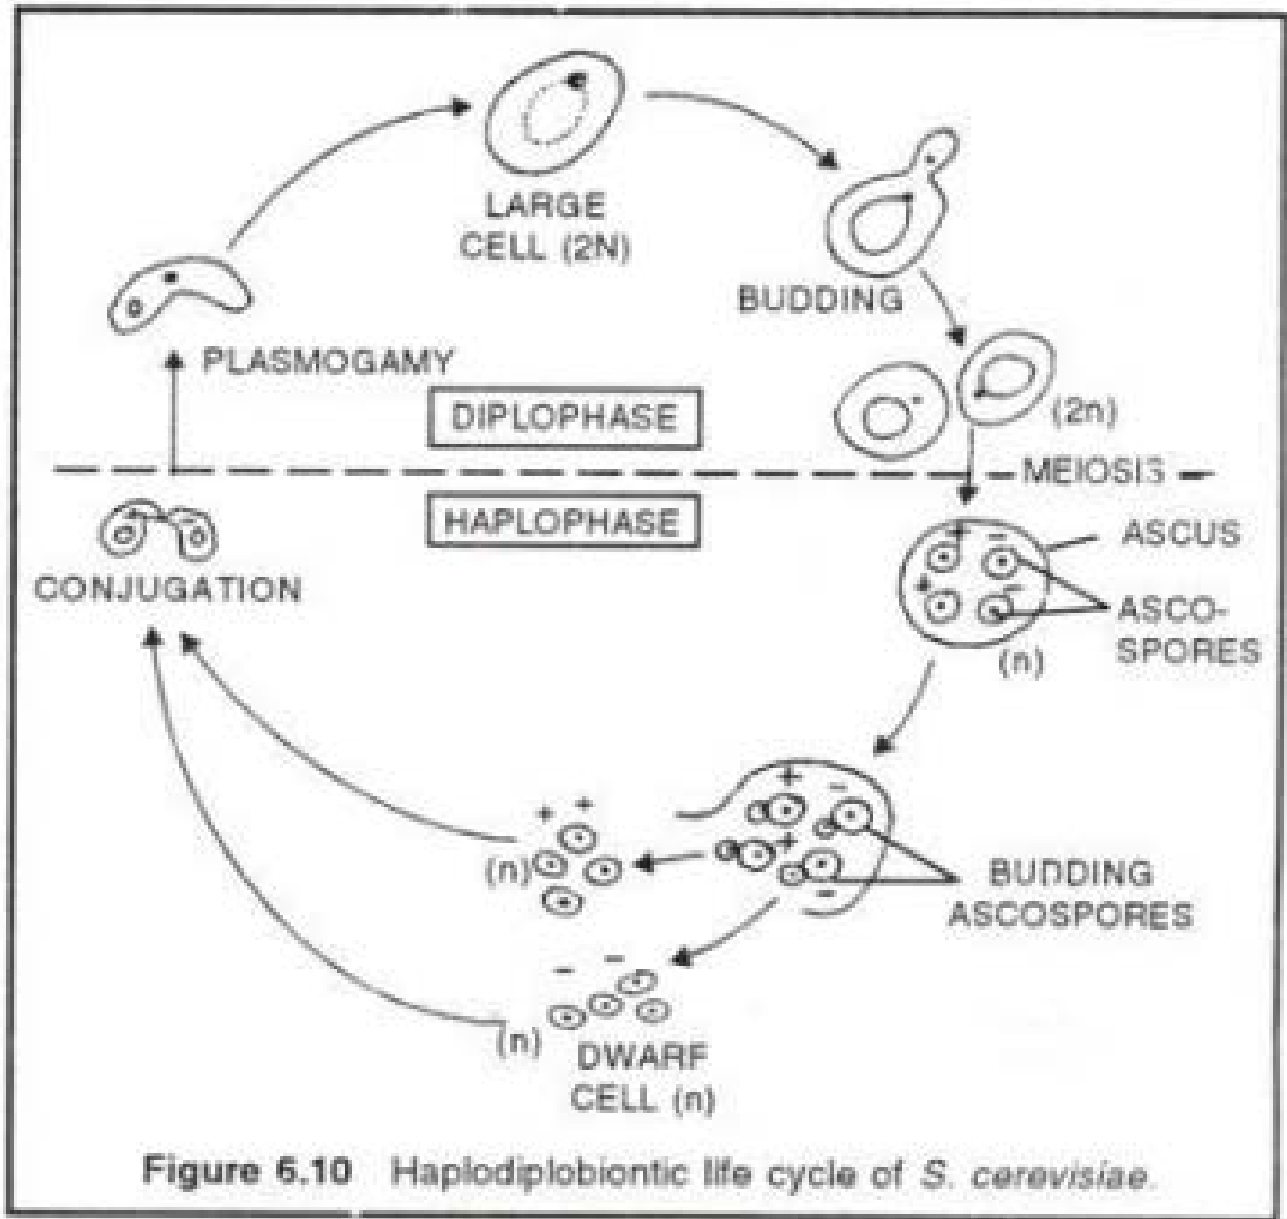 LARGE
CELL (2N)
BUDDING
PLASMOGAMY
DIPLOPHASE
(2n)
MEIOSIS
HAPLOPHASE
ASCUS
CONJUGATION
ASCO-
SPORES
(n)
+
-
+
-
+
-
+ +
+
(n)
BUDDING
ASCOSPORES
-
- -
(n)
DWARF
CELL (n)
Figure 6.10 Haplodiplobiontic life cycle of S. cerevisiae.